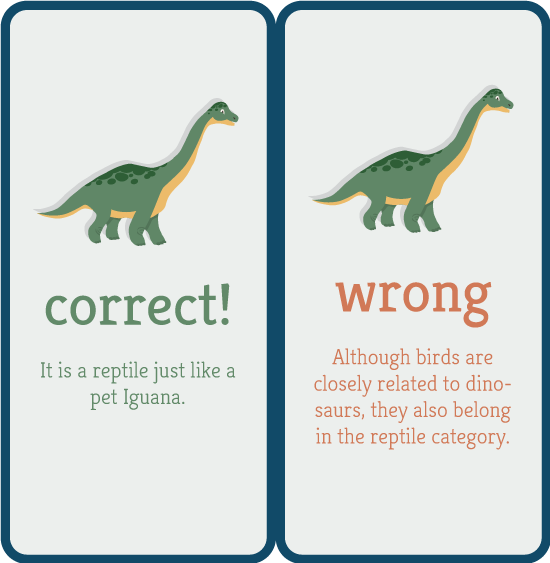 correct!
It is a reptile just like a
pet Iguana.
wrong
Although birds are
closely related to dino-
saurs, they also belong
in the reptile category.